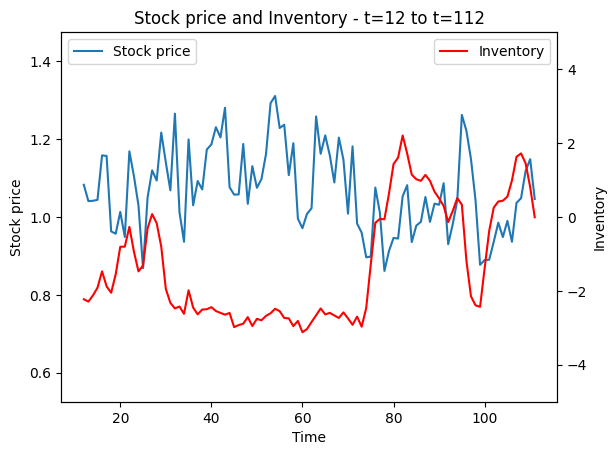 Stock price and Inventory - t=12 to t=112
Stock price
Inventory
1.4
1.2
1.0
0.8
0.6
Stock price
4
2
0
−2
−4
Inventory
20
40
60
80
100
Time